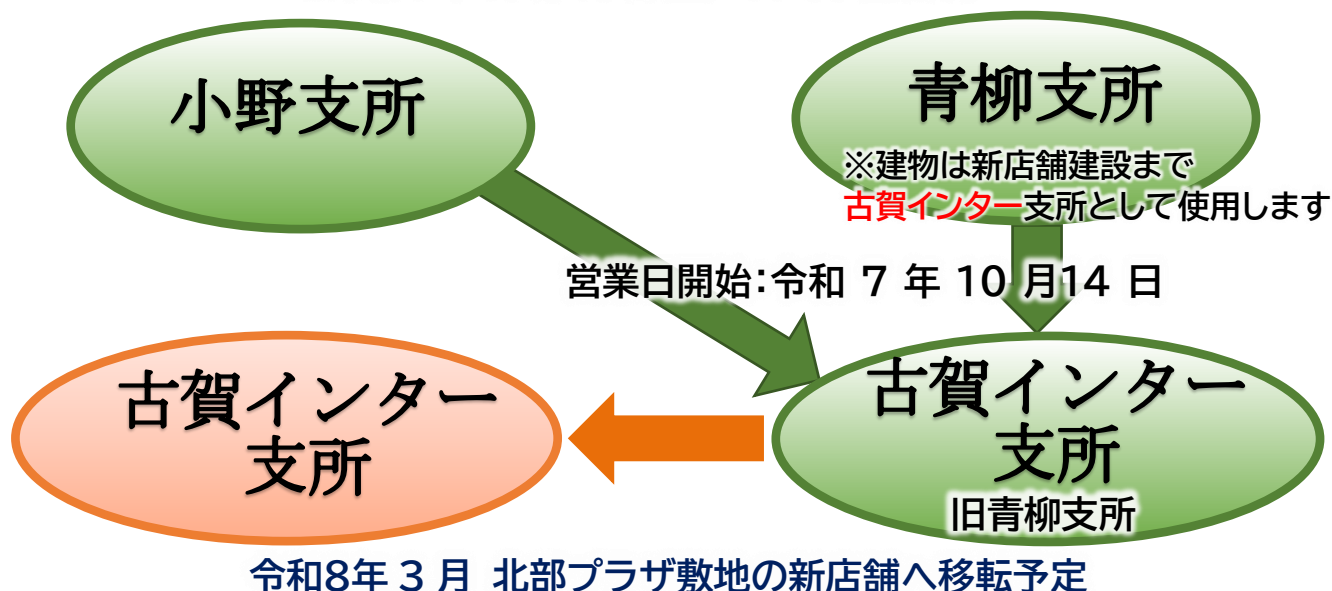 小野支所
青柳支所
※建物は新店舗建設まで
古賀インター支所として使用します
営業日開始:令和 7 年 10 月14 日
古賀インター
支所
古賀インター
支所
旧青柳支所
令和8年 3 月 北部プラザ敷地の新店舗へ移転予定